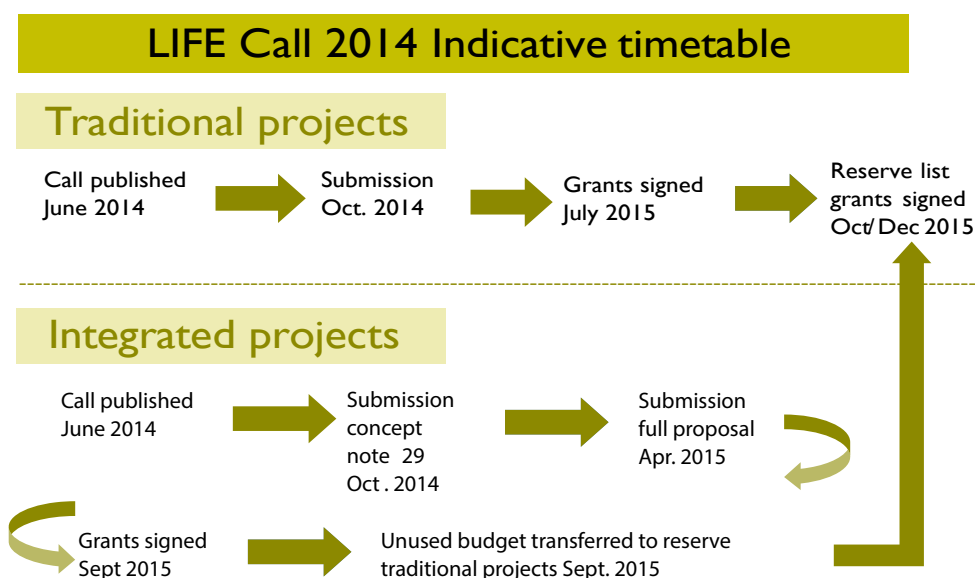 LIFE Call 2014 Indicative timetable
Traditional projects
Call published
June 2014
Submission
Oct. 2014
Grants signed
July 2015
Reserve list
grants signed
Oct/ Dec 2015
Integrated projects
Call published
June 2014
Submission
concept
note 29
Oct . 2014
Submission
full proposal
Apr. 2015
Grants signed
Sept 2015
Unused budget transferred to reserve
traditional projects Sept. 2015